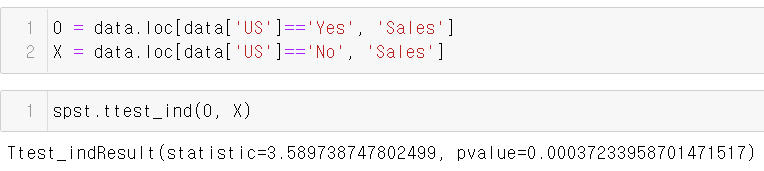 1 O = data.loc[data['US']=='Yes', 'Sales']
2 X = data.loc[data['US']=='No', 'Sales']
1 spst.ttest_ind(O, X)
Ttest_indResult(statistic=3.589738747802499, pvalue=0.00037233958701471517)